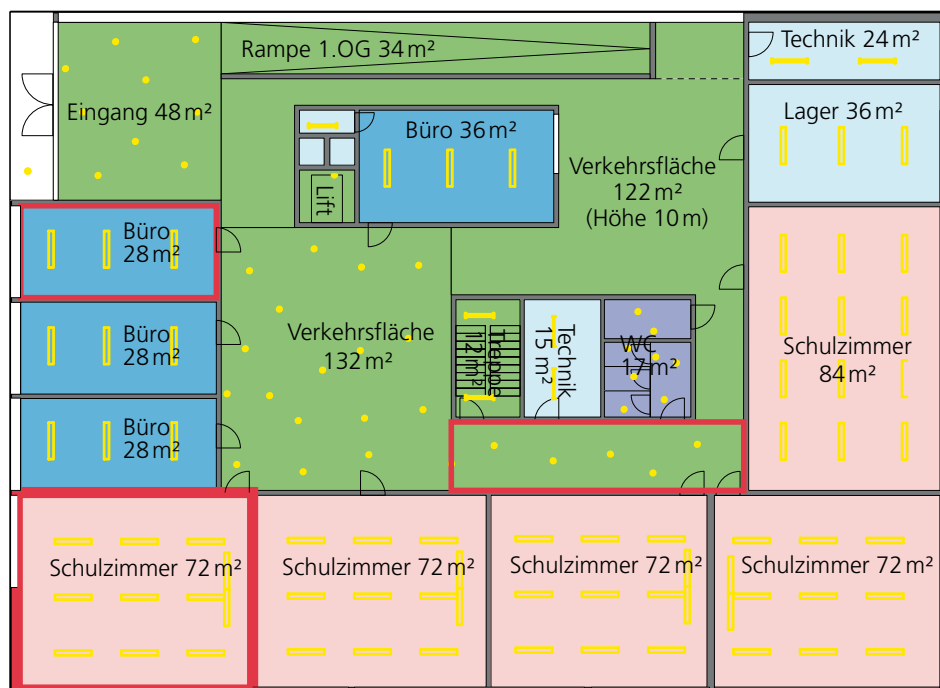 Rampe 1.OG 34 m²
Technik 24 m²
Eingang 48 m²
Büro 36 m²
Lager 36 m²
Verkehrsfläche
122 m²
(Höhe 10 m)
Lift
Büro
28 m²
Büro
28 m²
Verkehrsfläche
132 m²
Treppe
12 m²
Technik
15 m²
WC
17 m²
Schulzimmer
84 m²
Büro
28 m²
Schulzimmer 72 m²
Schulzimmer 72 m²
Schulzimmer 72 m²
Schulzimmer 72 m²